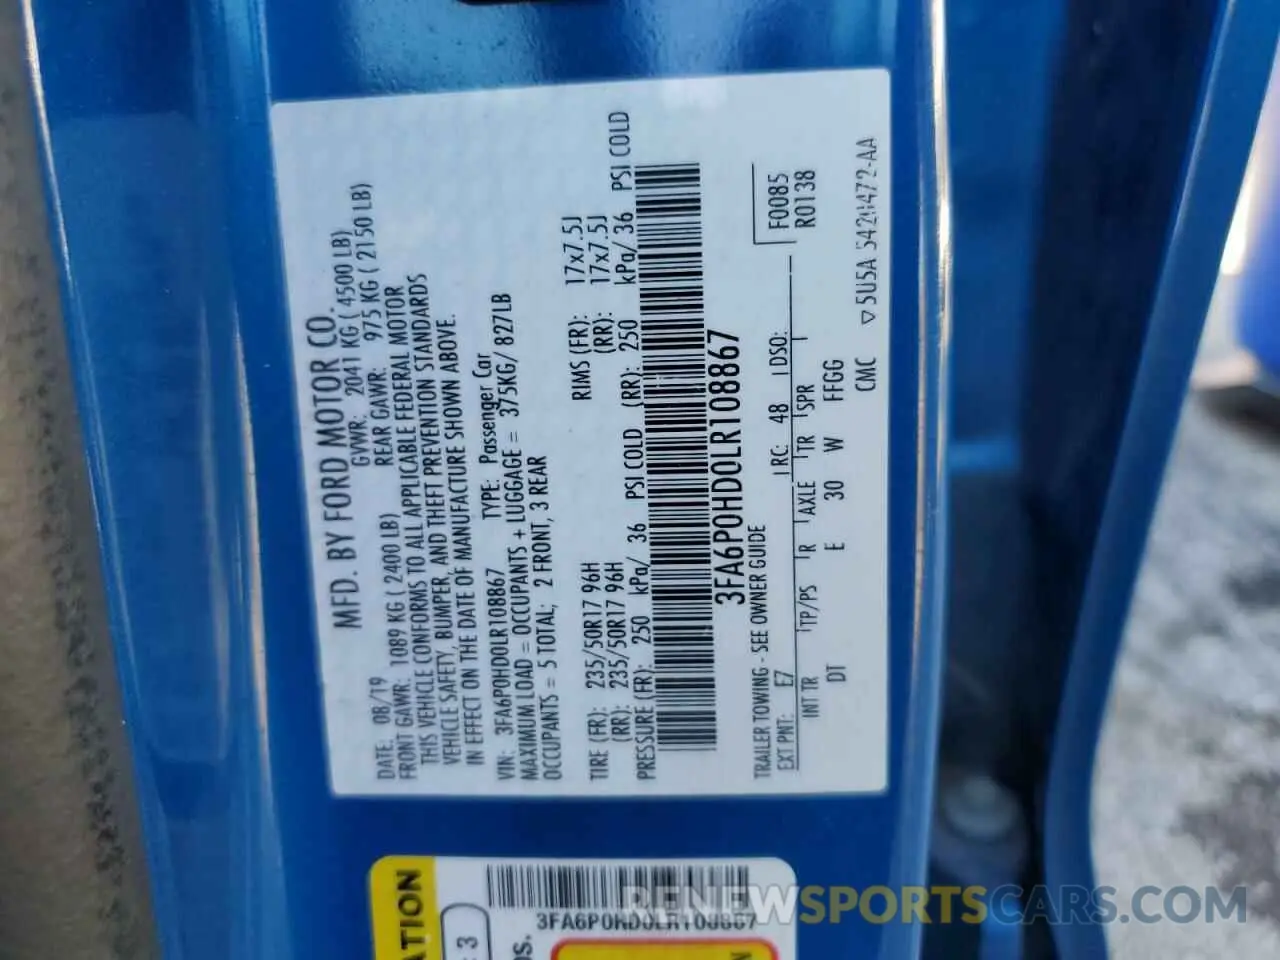 MFD. BY FORD MOTOR CO.
DATE: 08/19 GVWR: 2041 KG ( 4500 LB)
FRONT GAWR: 1089 KG ( 2400 LB) REAR GAWR: 975 KG ( 2150 LB)
THIS VEHICLE CONFORMS TO ALL APPLICABLE FEDERAL MOTOR
VEHICLE SAFETY, BUMPER, AND THEFT PREVENTION STANDARDS
IN EFFECT ON THE DATE OF MANUFACTURE SHOWN ABOVE.
VIN: 3FA6P0HD0LR108867 TYPE: Passenger Car
MAXIMUM LOAD = OCCUPANTS + LUGGAGE = 375KG/ 827LB
OCCUPANTS = 5 TOTAL; 2 FRONT, 3 REAR
TIRE (FR): 235/50R17 96H RIMS (FR): 17x7.5J
(RR): 235/50R17 96H (RR): 17x7.5J
PRESSURE (FR): 250 kPa/ 36 PSI COLD (RR): 250 kPa/ 36 PSI COLD
3FA6P0HD0LR108867
TRAILER TOWING - SEE OWNER GUIDE
F0085
R0138
EXT PNT: E7 RC: 48 DSO:
INT TR TP/PS R AXLE TR SPR
DT E 30 W FFGG
CMC ▽ 5U5A 5420472-AA
ATION
: 3
OS.
3FA6P0HD0LR108867
N
RENEWSPORTSCARS.COM